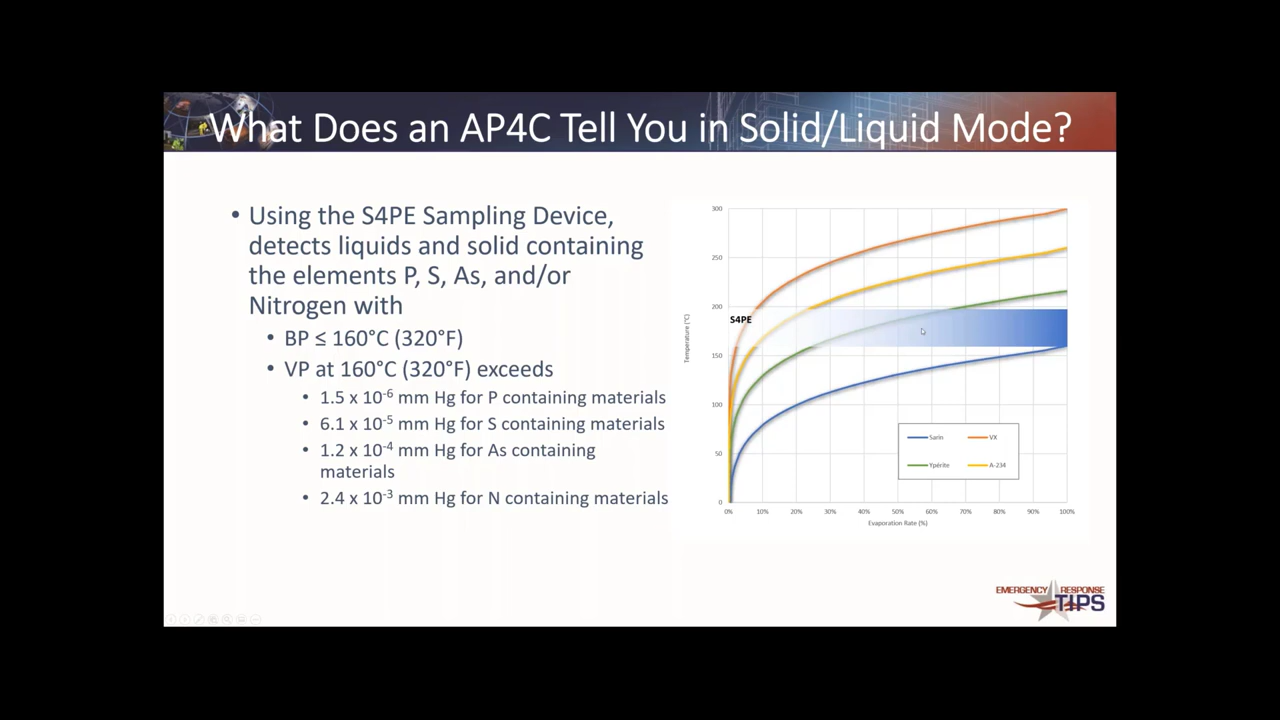 What Does an AP4C Tell You in Solid/Liquid Mode?
• Using the S4PE Sampling Device,
detects liquids and solid containing
the elements P, S, As, and/or
Nitrogen with
• BP ≤ 160°C (320°F)
• VP at 160°C (320°F) exceeds
• 1.5 x 10⁻⁶ mm Hg for P containing materials
• 6.1 x 10⁻⁵ mm Hg for S containing materials
• 1.2 x 10⁻⁴ mm Hg for As containing
materials
• 2.4 x 10⁻³ mm Hg for N containing materials
300
250
200
150
100
50
0
Temperature (°C)
S4PE
Sarin
VX
Ypérite
A-234
0% 10% 20% 30% 40% 50% 60% 70% 80% 90% 100%
Evaporation Rate (%)
EMERGENCY RESPONSE
TIPS